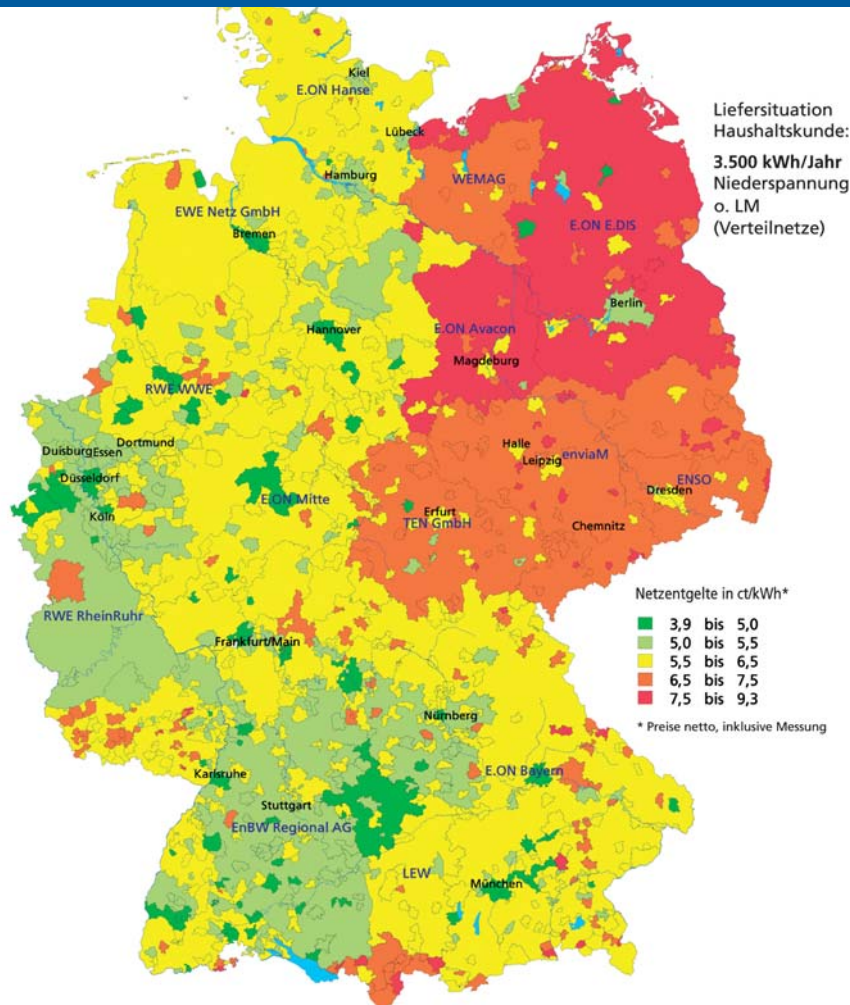 Kiel
E.ON Hanse
Lübeck
Hamburg
WEMAG
EWE Netz GmbH
Bremen
E.ON E.DIS
Berlin
Hannover
E.ON Avacon
Magdeburg
RWE WWE
Dortmund
Duisburg
Essen
Düsseldorf
Köln
E.ON Mitte
Halle
Leipzig
enviaM
Dresden
ENSO
Erfurt
TEN GmbH
Chemnitz
RWE RheinRuhr
Frankfurt/Main
Nürnberg
Karlsruhe
E.ON Bayern
Stuttgart
EnBW Regional AG
LEW
München
Liefersituation
Haushaltskunde:
3.500 kWh/Jahr
Niederspannung
o. LM
(Verteilnetze)
Netzentgelte in ct/kWh*
3,9 bis 5,0
5,0 bis 5,5
5,5 bis 6,5
6,5 bis 7,5
7,5 bis 9,3
* Preise netto, inklusive Messung